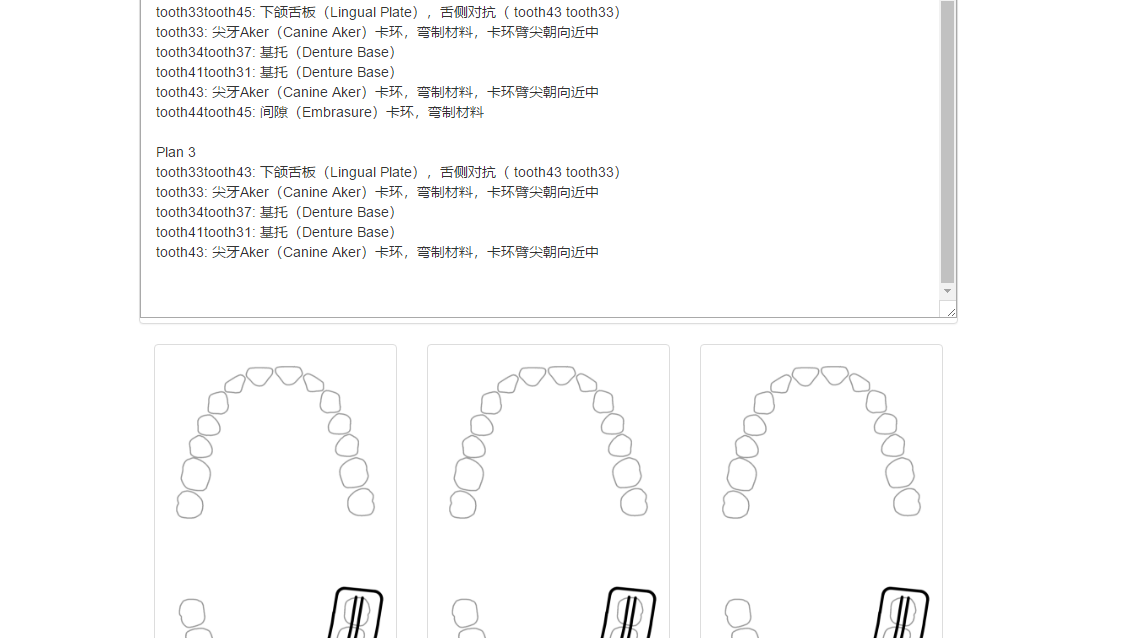 tooth33tooth45: 下颌舌板（Lingual Plate），舌侧对抗（ tooth43 tooth33）
tooth33: 尖牙Aker（Canine Aker）卡环，弯制材料，卡环臂尖朝向近中
tooth34tooth37: 基托（Denture Base）
tooth41tooth31: 基托（Denture Base）
tooth43: 尖牙Aker（Canine Aker）卡环，弯制材料，卡环臂尖朝向近中
tooth44tooth45: 间隙（Embrasure）卡环，弯制材料
Plan 3
tooth33tooth43: 下颌舌板（Lingual Plate），舌侧对抗（ tooth43 tooth33）
tooth33: 尖牙Aker（Canine Aker）卡环，弯制材料，卡环臂尖朝向近中
tooth34tooth37: 基托（Denture Base）
tooth41tooth31: 基托（Denture Base）
tooth43: 尖牙Aker（Canine Aker）卡环，弯制材料，卡环臂尖朝向近中